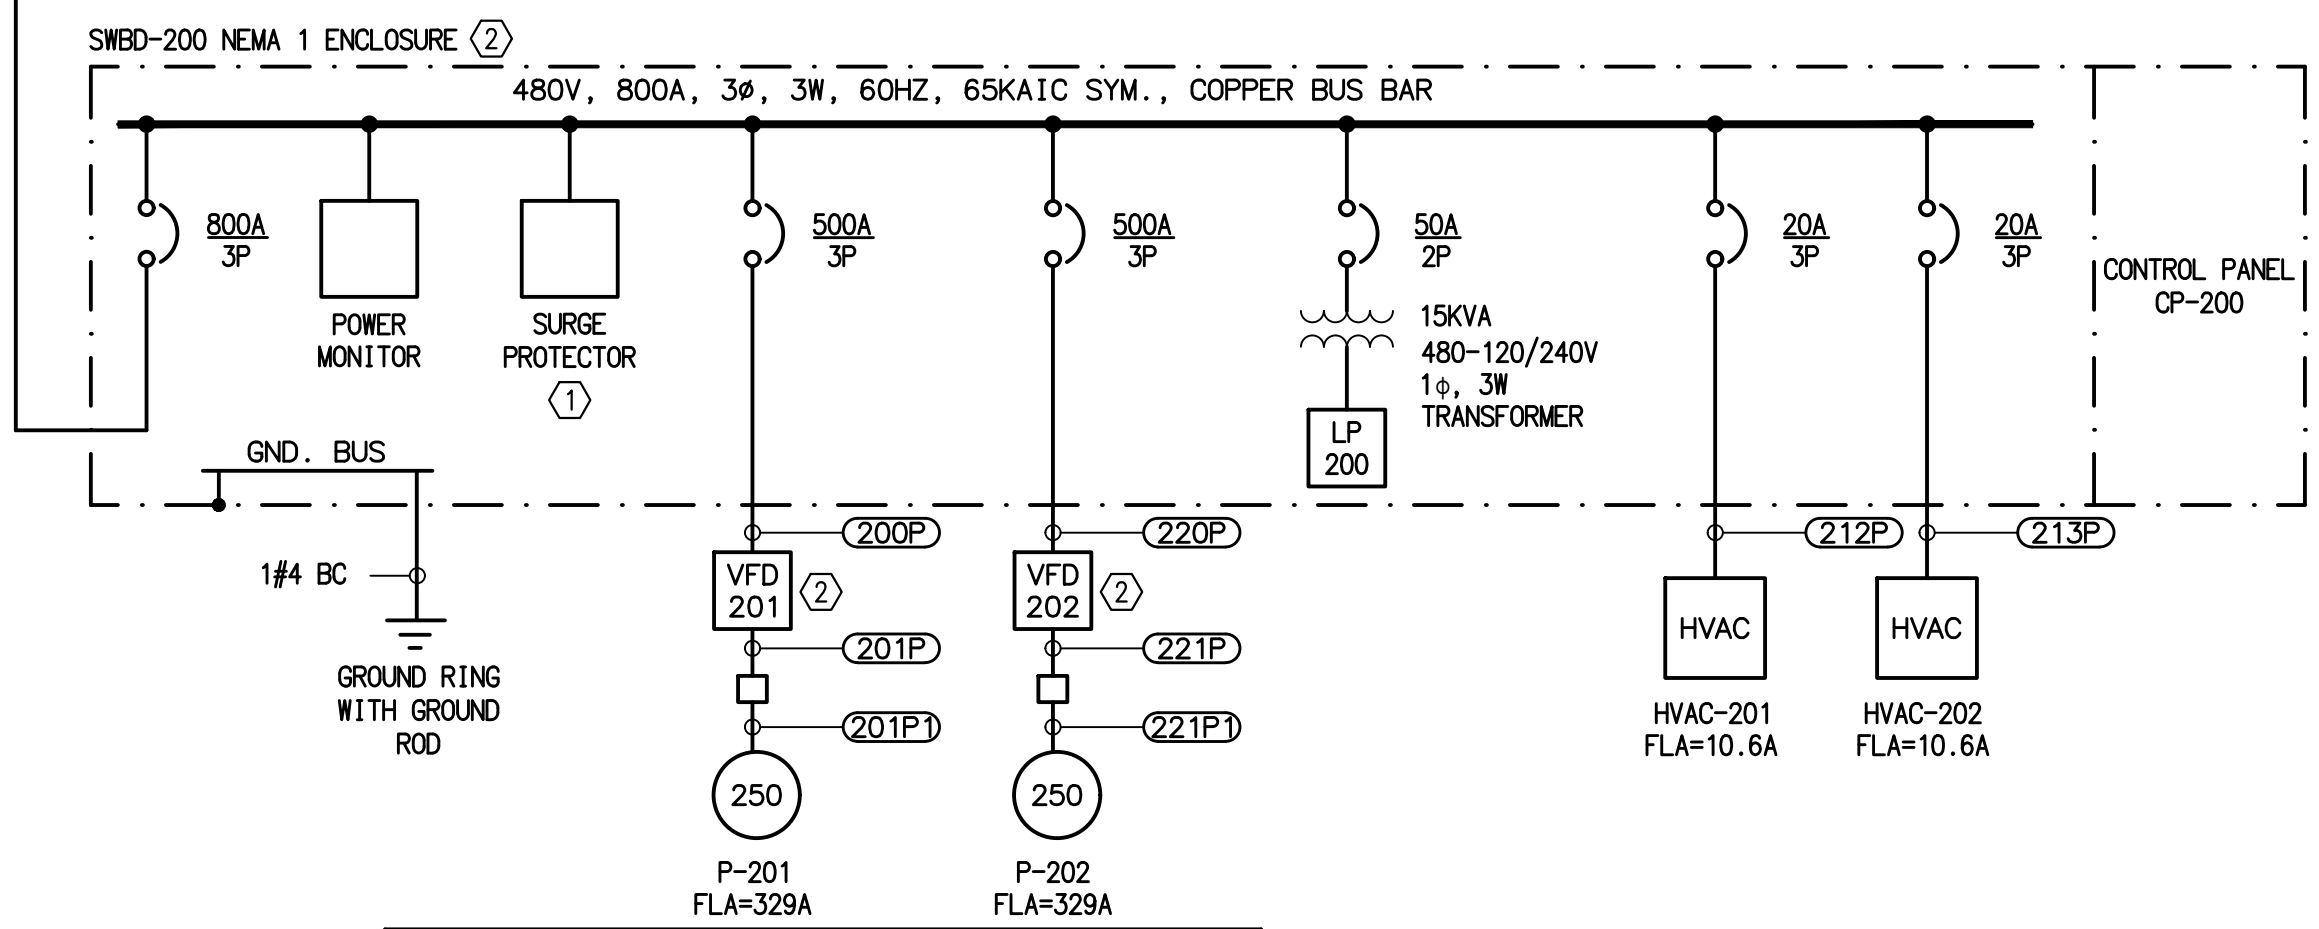 SWBD-200 NEMA 1 ENCLOSURE 2
480V, 800A, 3ø, 3W, 60HZ, 65KAIC SYM., COPPER BUS BAR
800A
3P
POWER
MONITOR
SURGE
PROTECTOR
1
500A
3P
500A
3P
50A
2P
15KVA
480-120/240V
1ϕ, 3W
TRANSFORMER
LP
200
20A
3P
20A
3P
CONTROL PANEL
CP-200
GND. BUS
1#4 BC
GROUND RING
WITH GROUND
ROD
200P
VFD
201
2
201P
201P1
250
P-201
FLA=329A
220P
VFD
202
2
221P
221P1
250
P-202
FLA=329A
212P
HVAC
HVAC-201
FLA=10.6A
213P
HVAC
HVAC-202
FLA=10.6A